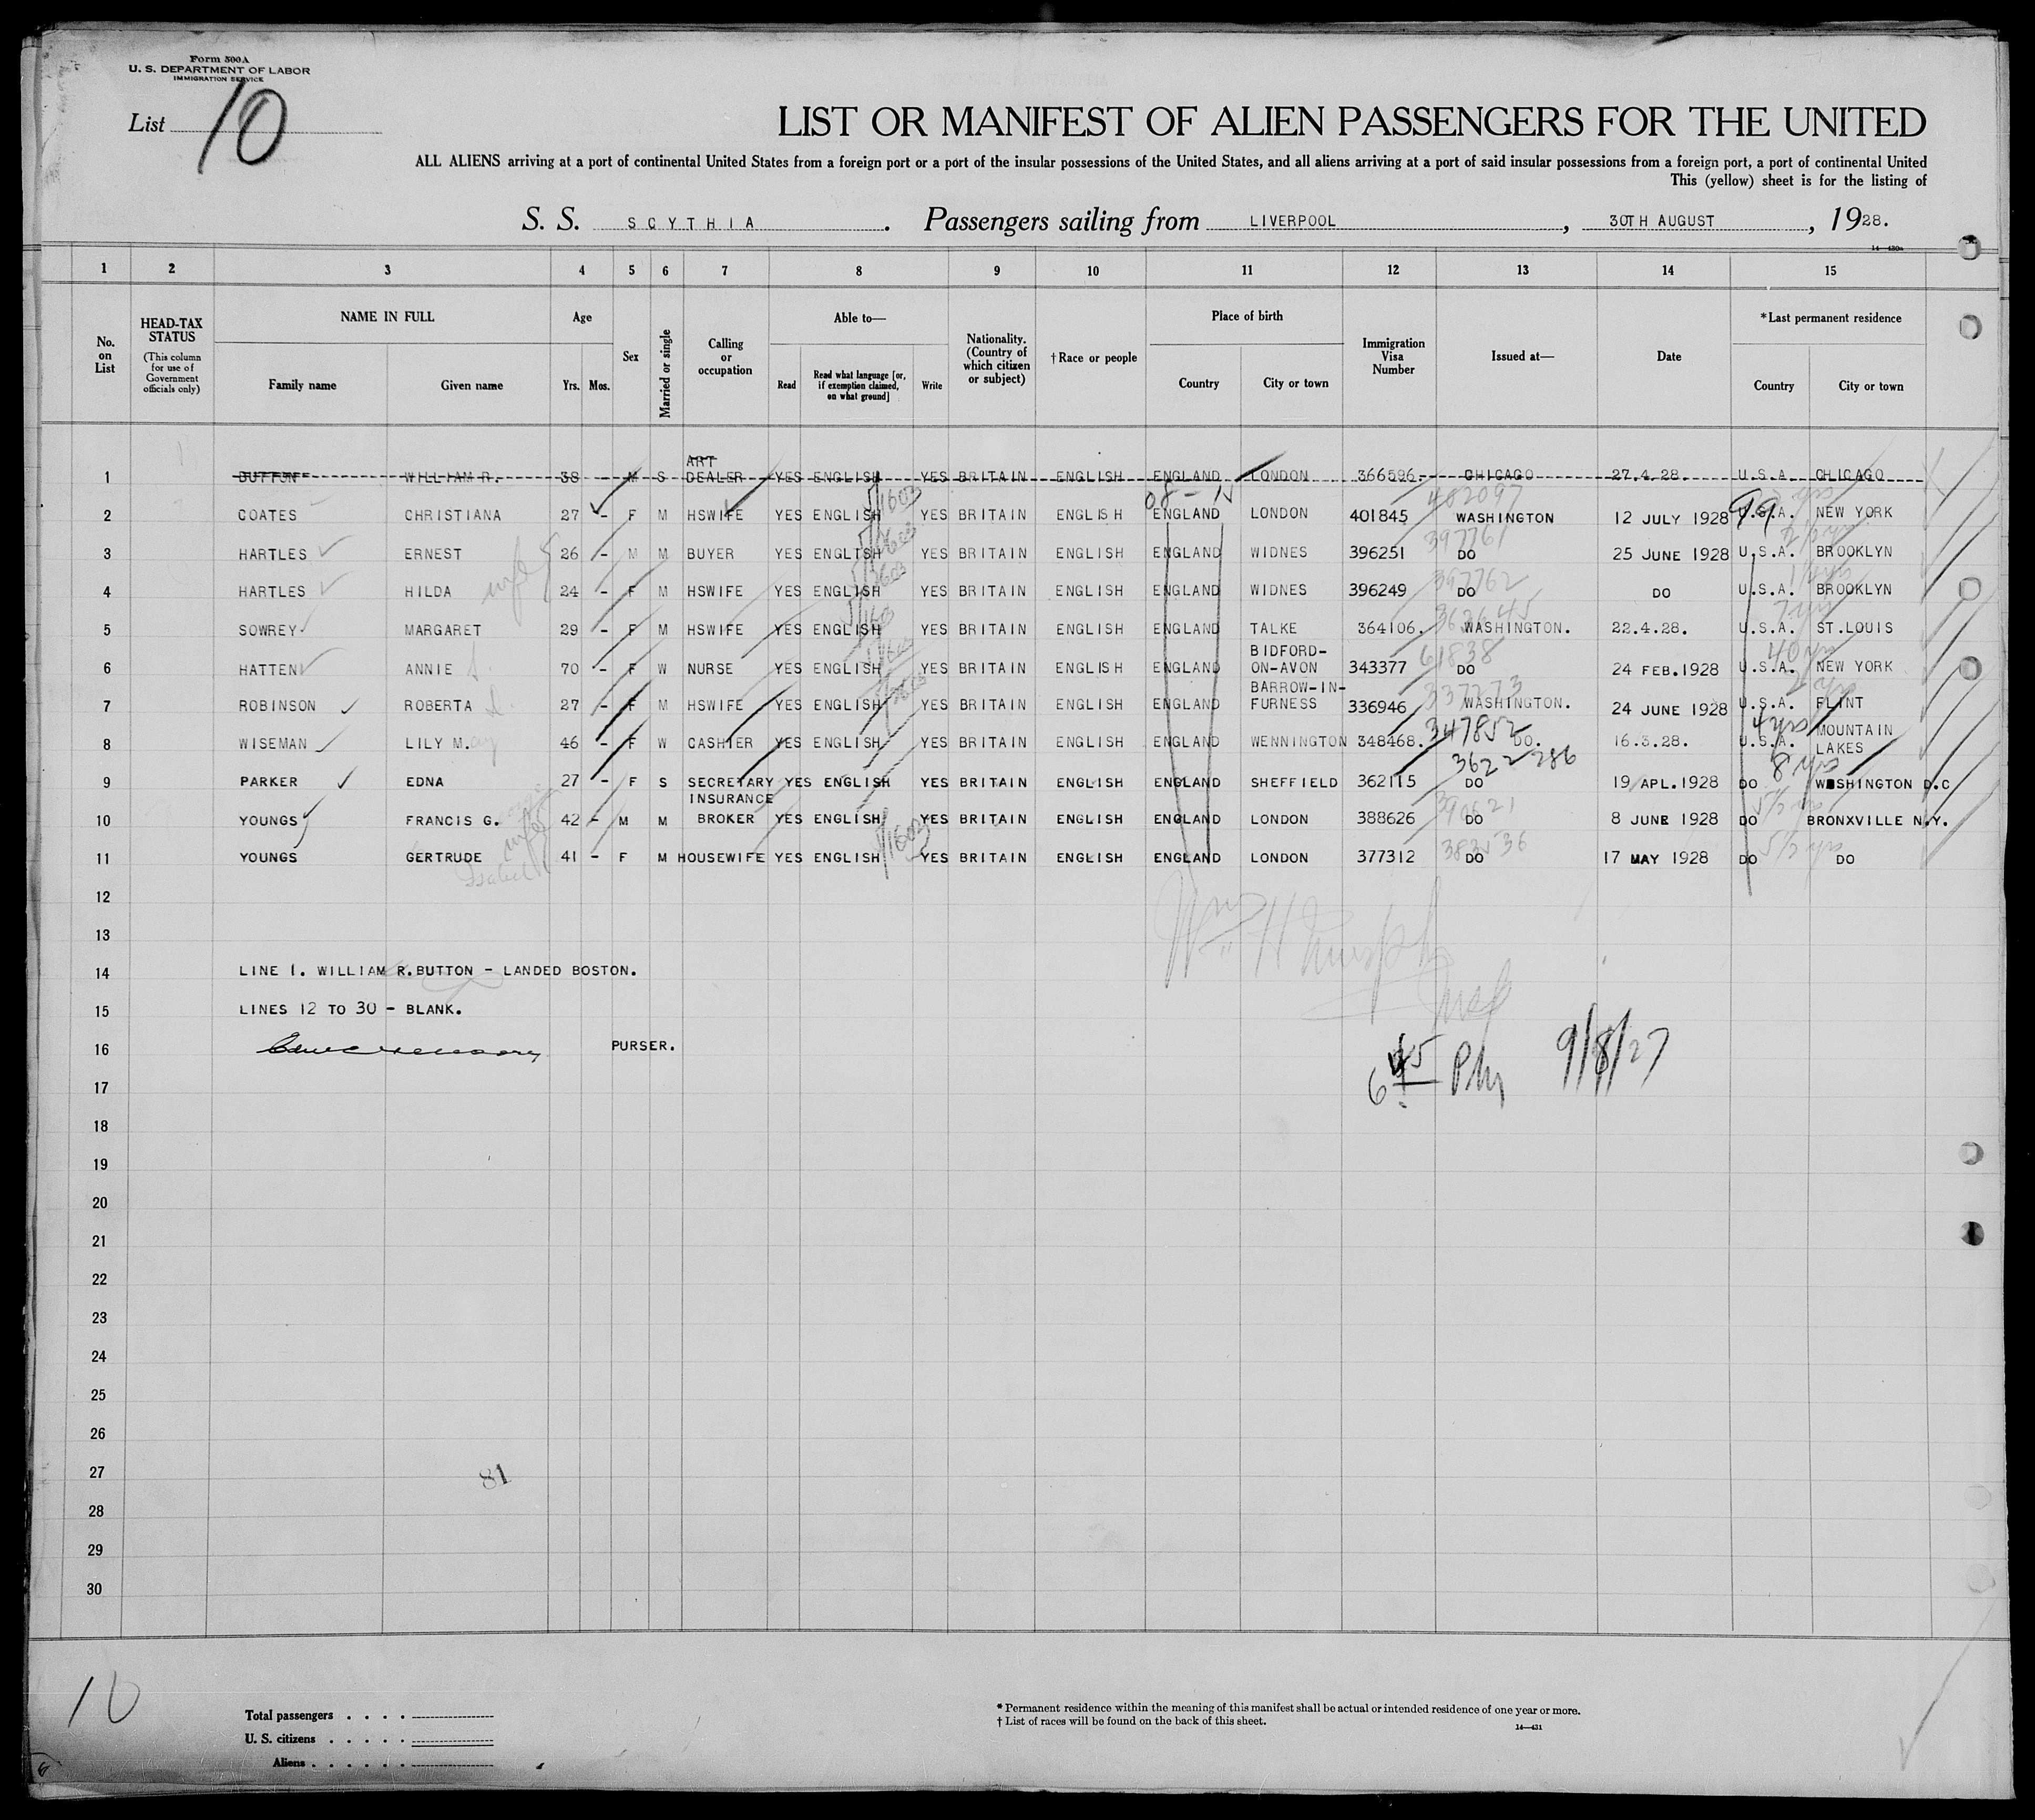 Form 500A
U. S. DEPARTMENT OF LABOR
IMMIGRATION SERVICE
List 10
LIST OR MANIFEST OF ALIEN PASSENGERS FOR THE UNITED
ALL ALIENS arriving at a port of continental United States from a foreign port or a port of the insular possessions of the United States, and all aliens arriving at a port of said insular possessions from a foreign port, a port of continental United
This (yellow) sheet is for the listing of
S. S. SCYTHIA . Passengers sailing from LIVERPOOL , 30TH AUGUST , 1928.
1 2 3 4 5 6 7 8 9 10 11 12 13 14 15
No. on List
HEAD-TAX STATUS (This column for use of Government officials only)
NAME IN FULL
Family name Given name
Age
Yrs. Mos.
Sex
Married or single
Calling or occupation
Able to—
Read
Read what language [or, if exemption claimed, on what ground]
Write
Nationality. (Country of which citizen or subject)
†Race or people
Place of birth
Country City or town
Immigration Visa Number
Issued at—
Date
*Last permanent residence
Country City or town
1 BUTTON WILLIAM R. 38 M S ART DEALER YES ENGLISH YES BRITAIN ENGLISH ENGLAND LONDON 366596. CHICAGO 27.4.28. U.S.A. CHICAGO
2 COATES CHRISTIANA 27 - F M HSWIFE YES ENGLISH YES BRITAIN ENGLISH ENGLAND LONDON 401845 WASHINGTON 12 JULY 1928 U.S.A. NEW YORK
3 HARTLES ERNEST 26 - M M BUYER YES ENGLISH YES BRITAIN ENGLISH ENGLAND WIDNES 396251 DO 25 JUNE 1928 U.S.A. BROOKLYN
4 HARTLES HILDA wife 24 - F M HSWIFE YES ENGLISH YES BRITAIN ENGLISH ENGLAND WIDNES 396249 DO DO U.S.A. BROOKLYN
5 SOWREY MARGARET 29 - F M HSWIFE YES ENGLISH YES BRITAIN ENGLISH ENGLAND TALKE 364106. WASHINGTON. 22.4.28. U.S.A. ST.LOUIS
6 HATTEN ANNIE 70 - F W NURSE YES ENGLISH YES BRITAIN ENGLISH ENGLAND BIDFORD-ON-AVON 343377 DO 24 FEB.1928 U.S.A. NEW YORK
7 ROBINSON ROBERTA 27 - F M HSWIFE YES ENGLISH YES BRITAIN ENGLISH ENGLAND BARROW-IN-FURNESS 336946 WASHINGTON. 24 JUNE 1928 U.S.A. FLINT
8 WISEMAN LILY M.ay 46 - F W CASHIER YES ENGLISH YES BRITAIN ENGLISH ENGLAND WENNINGTON 348468. 347852 DO. 16.3.28. U.S.A. MOUNTAIN LAKES
9 PARKER EDNA 27 - F S SECRETARY YES ENGLISH YES BRITAIN ENGLISH ENGLAND SHEFFIELD 362115 DO 19 APL.1928 DO WASHINGTON D.C
10 YOUNGS FRANCIS G. 42 - M M INSURANCE BROKER YES ENGLISH YES BRITAIN ENGLISH ENGLAND LONDON 388626 DO 8 JUNE 1928 DO BRONXVILLE N.Y.
11 YOUNGS GERTRUDE wife Isabel 41 - F M HOUSEWIFE YES ENGLISH YES BRITAIN ENGLISH ENGLAND LONDON 377312 DO 17 MAY 1928 DO DO
12
13
14 LINE 1. WILLIAM R.BUTTON - LANDED BOSTON.
15 LINES 12 TO 30 - BLANK.
16 PURSER.
6 45 PM 9/8/27
17
18
19
20
21
22
23
24
25
26
27 81
28
29
30
10
Total passengers . . . .
U. S. citizens . . . . .
Aliens . . . . . .
* Permanent residence within the meaning of this manifest shall be actual or intended residence of one year or more.
† List of races will be found on the back of this sheet.
14—431